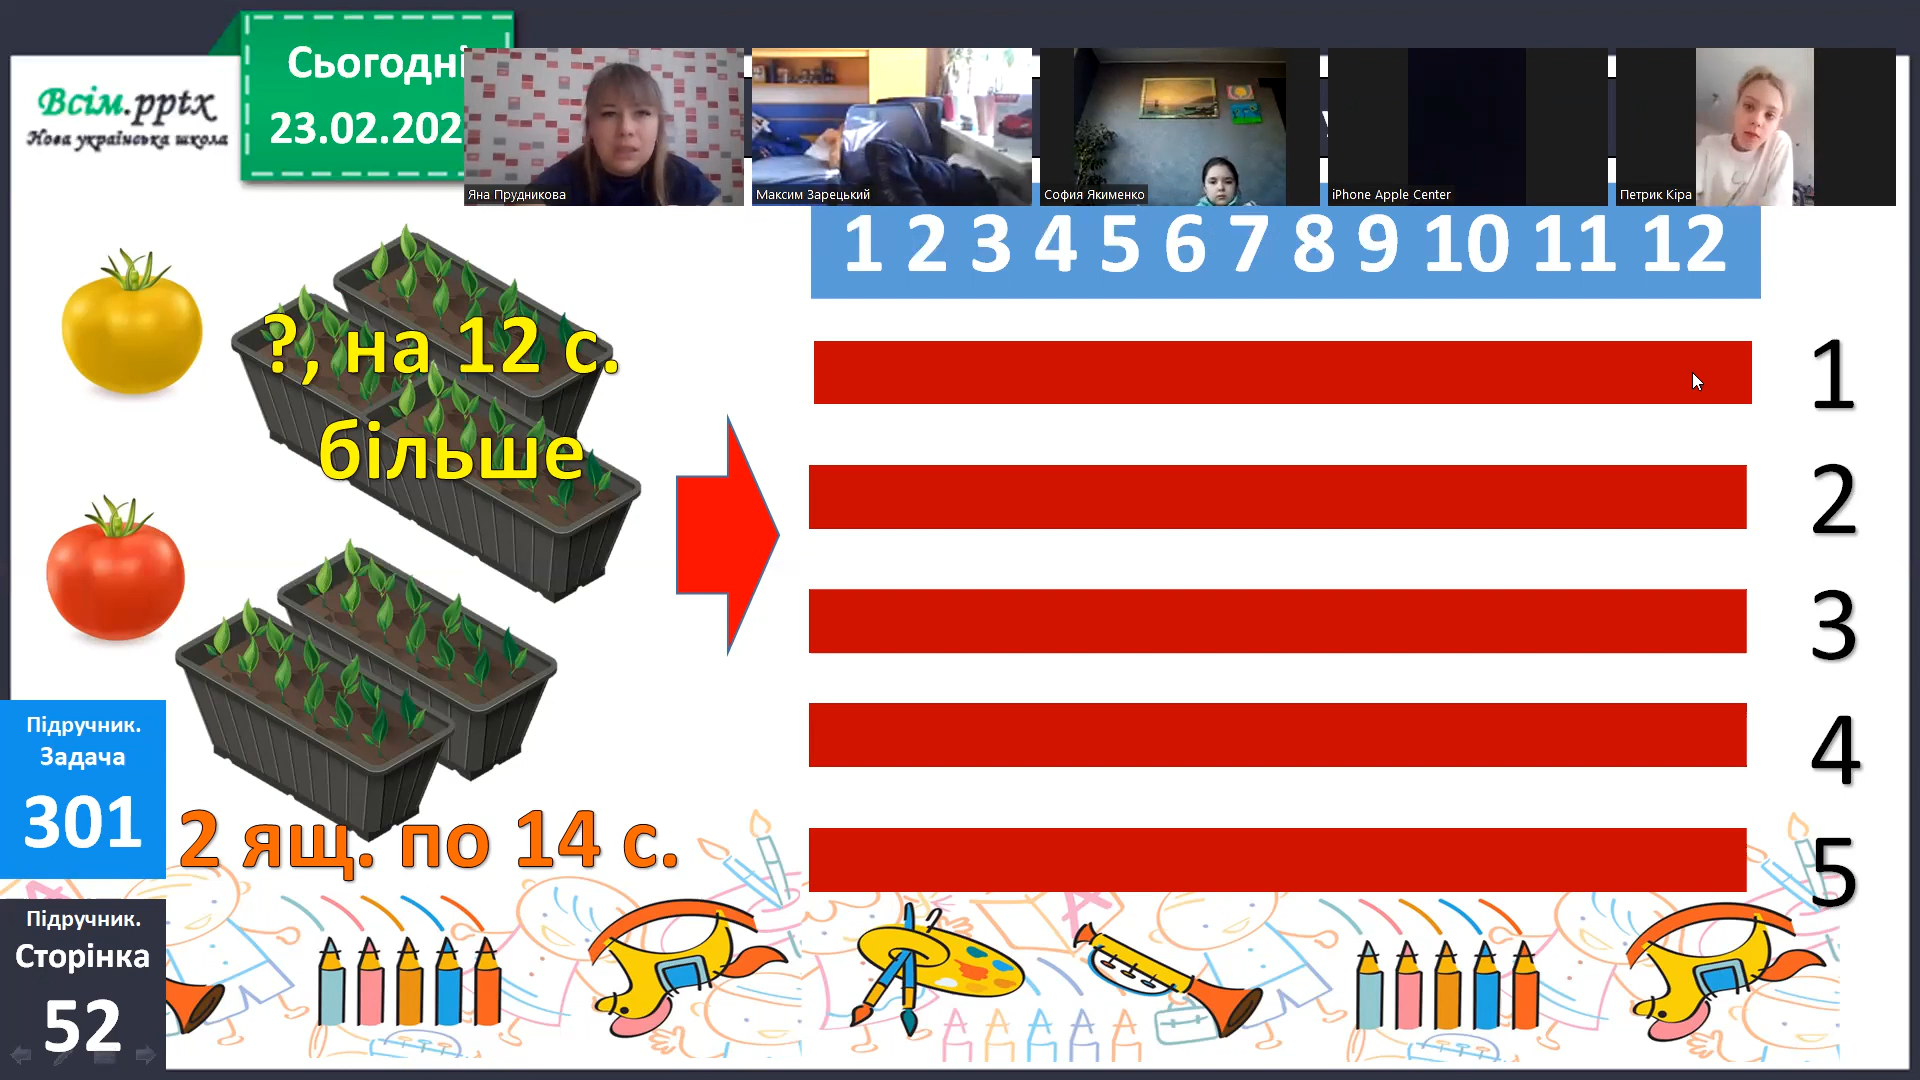 Всім.pptx
Нова українська школа
Сьогодні
23.02.202
Яна Прудникова
Максим Зарецький
София Якименко
iPhone Apple Center
Петрик Кіра
1 2 3 4 5 6 7 8 9 10 11 12
?, на 12 с.
більше
2 ящ. по 14 с.
1
2
3
4
5
Підручник.
Задача
301
Підручник.
Сторінка
52